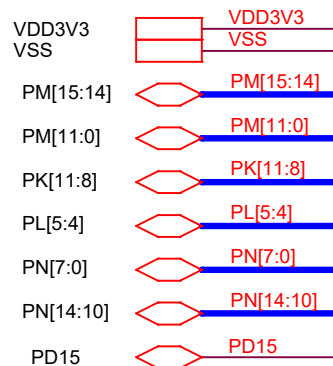 VDD3V3 VDD3V3
VSS VSS
PM[15:14] PM[15:14]
PM[11:0] PM[11:0]
PK[11:8] PK[11:8]
PL[5:4] PL[5:4]
PN[7:0] PN[7:0]
PN[14:10] PN[14:10]
PD15 PD15